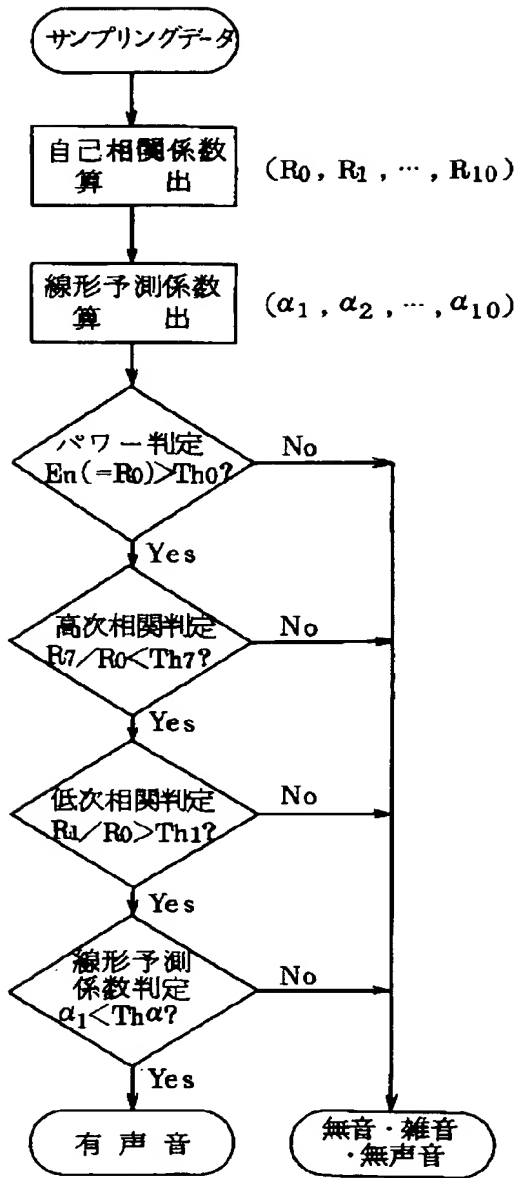 サンプリングデータ
自己相関係数
算 出
(R0, R1, …, R10)
線形予測係数
算 出
(α1, α2, …, α10)
パワー判定
En(=R0)>Th0?
No
Yes
高次相関判定
R7/R0<Th7?
No
Yes
低次相関判定
R1/R0>Th1?
No
Yes
線形予測
係数判定
α1<Thα?
No
Yes
有声音
無音・雑音
・無声音